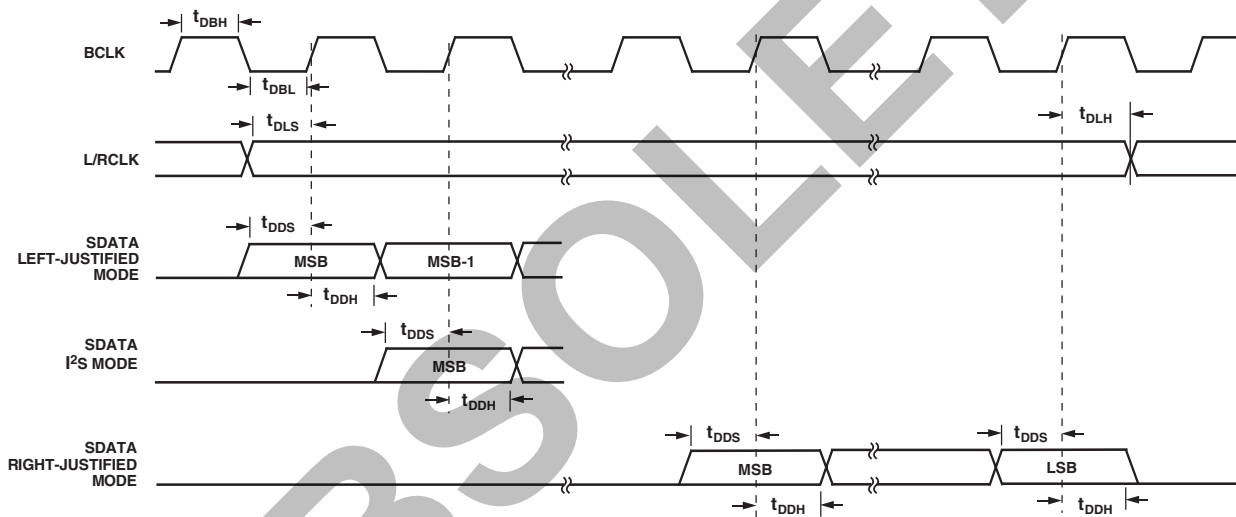 tDBH
BCLK
tDBL
tDLS
tDLH
L/RCLK
tDDS
SDATA
LEFT-JUSTIFIED
MODE
MSB
MSB-1
tDDH
tDDS
SDATA
I²S MODE
MSB
tDDH
tDDS
tDDS
SDATA
RIGHT-JUSTIFIED
MODE
MSB
LSB
tDDH
tDDH